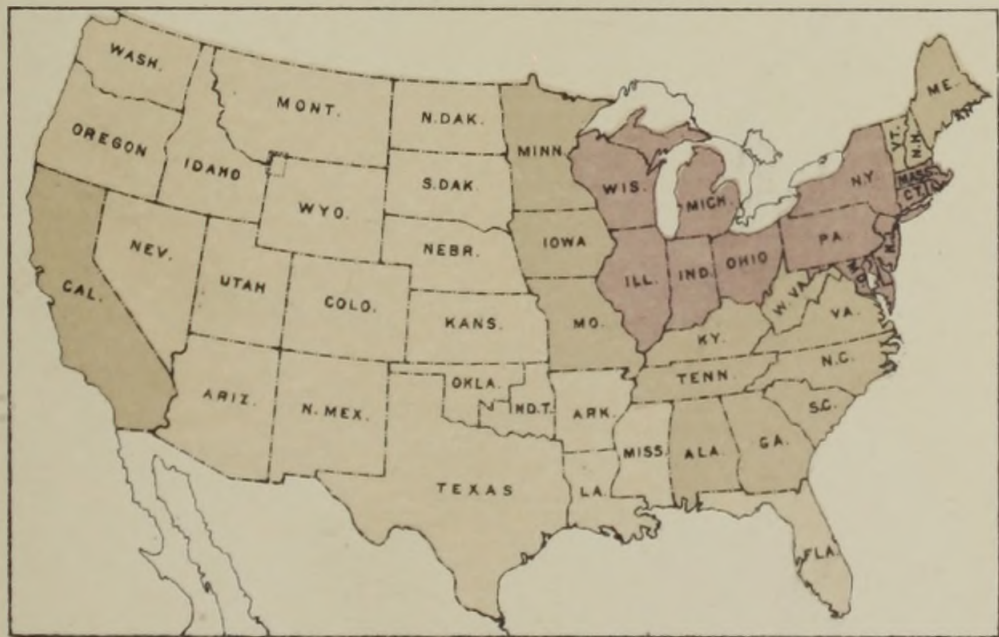 WASH.
MONT.
N.DAK.
MINN.
ME.
OREGON
IDAHO
S.DAK.
WIS.
MICH.
N.Y.
VT.
N.H.
MASS.
CT.
WYO.
NEBR.
IOWA
NEV.
UTAH
COLO.
ILL.
IND.
OHIO
PA.
CAL.
KANS.
MO.
W.VA.
VA.
KY.
N.C.
TENN.
ARIZ.
N.MEX.
OKLA.
IND.T.
ARK.
S.C.
MISS.
ALA.
GA.
TEXAS
LA.
FLA.